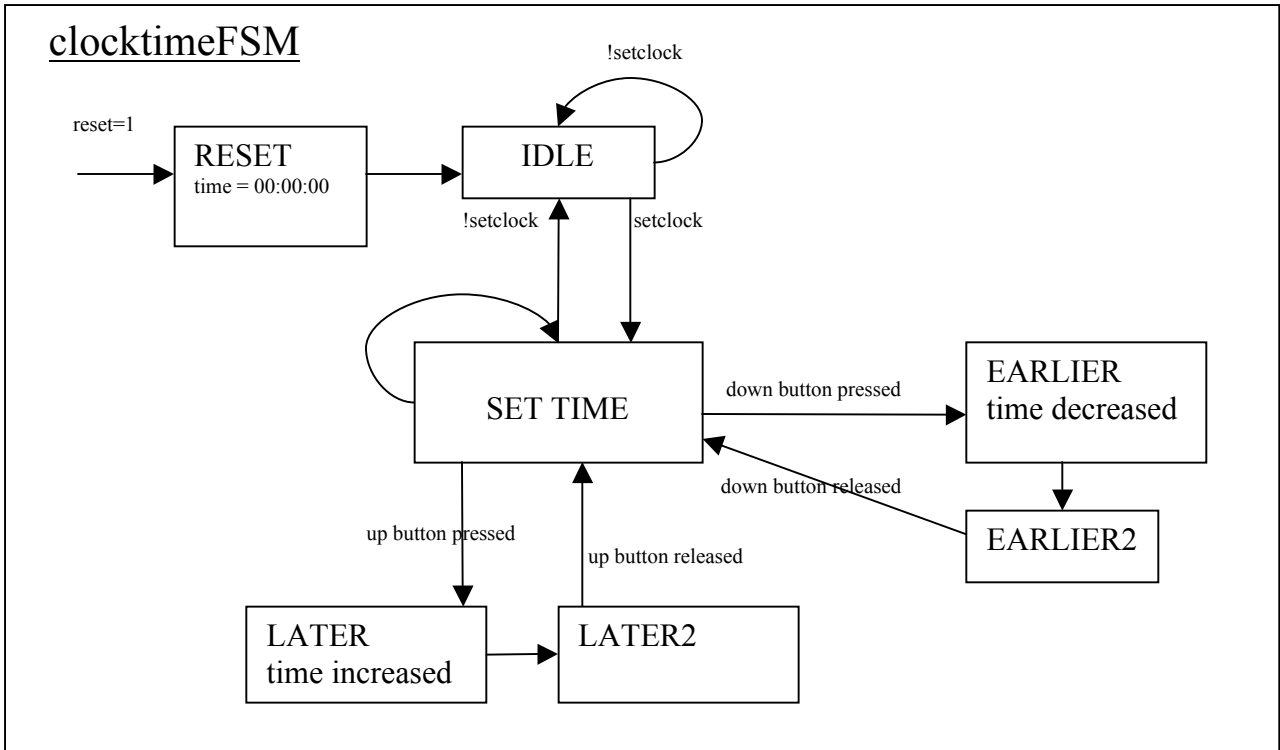 clocktimeFSM
!setclock
reset=1
RESET
time = 00:00:00
IDLE
!setclock
setclock
SET TIME
down button pressed
EARLIER
time decreased
down button released
EARLIER2
up button pressed
up button released
LATER
time increased
LATER2